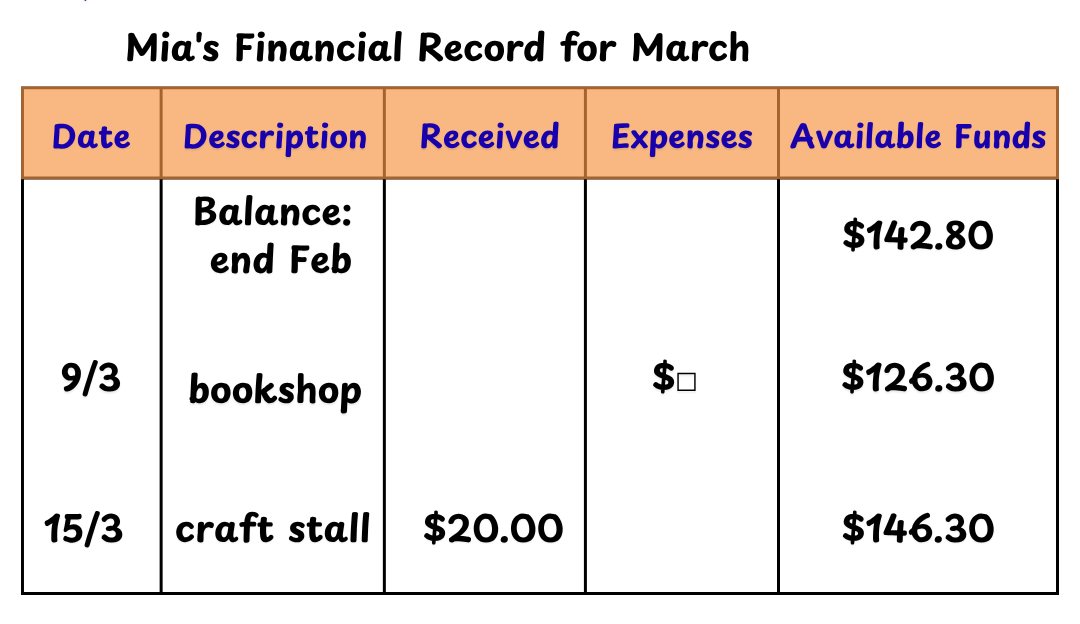 Mia's Financial Record for March
Date Description Received Expenses Available Funds
Balance:
end Feb
$142.80
9/3 bookshop $□ $126.30
15/3 craft stall $20.00 $146.30